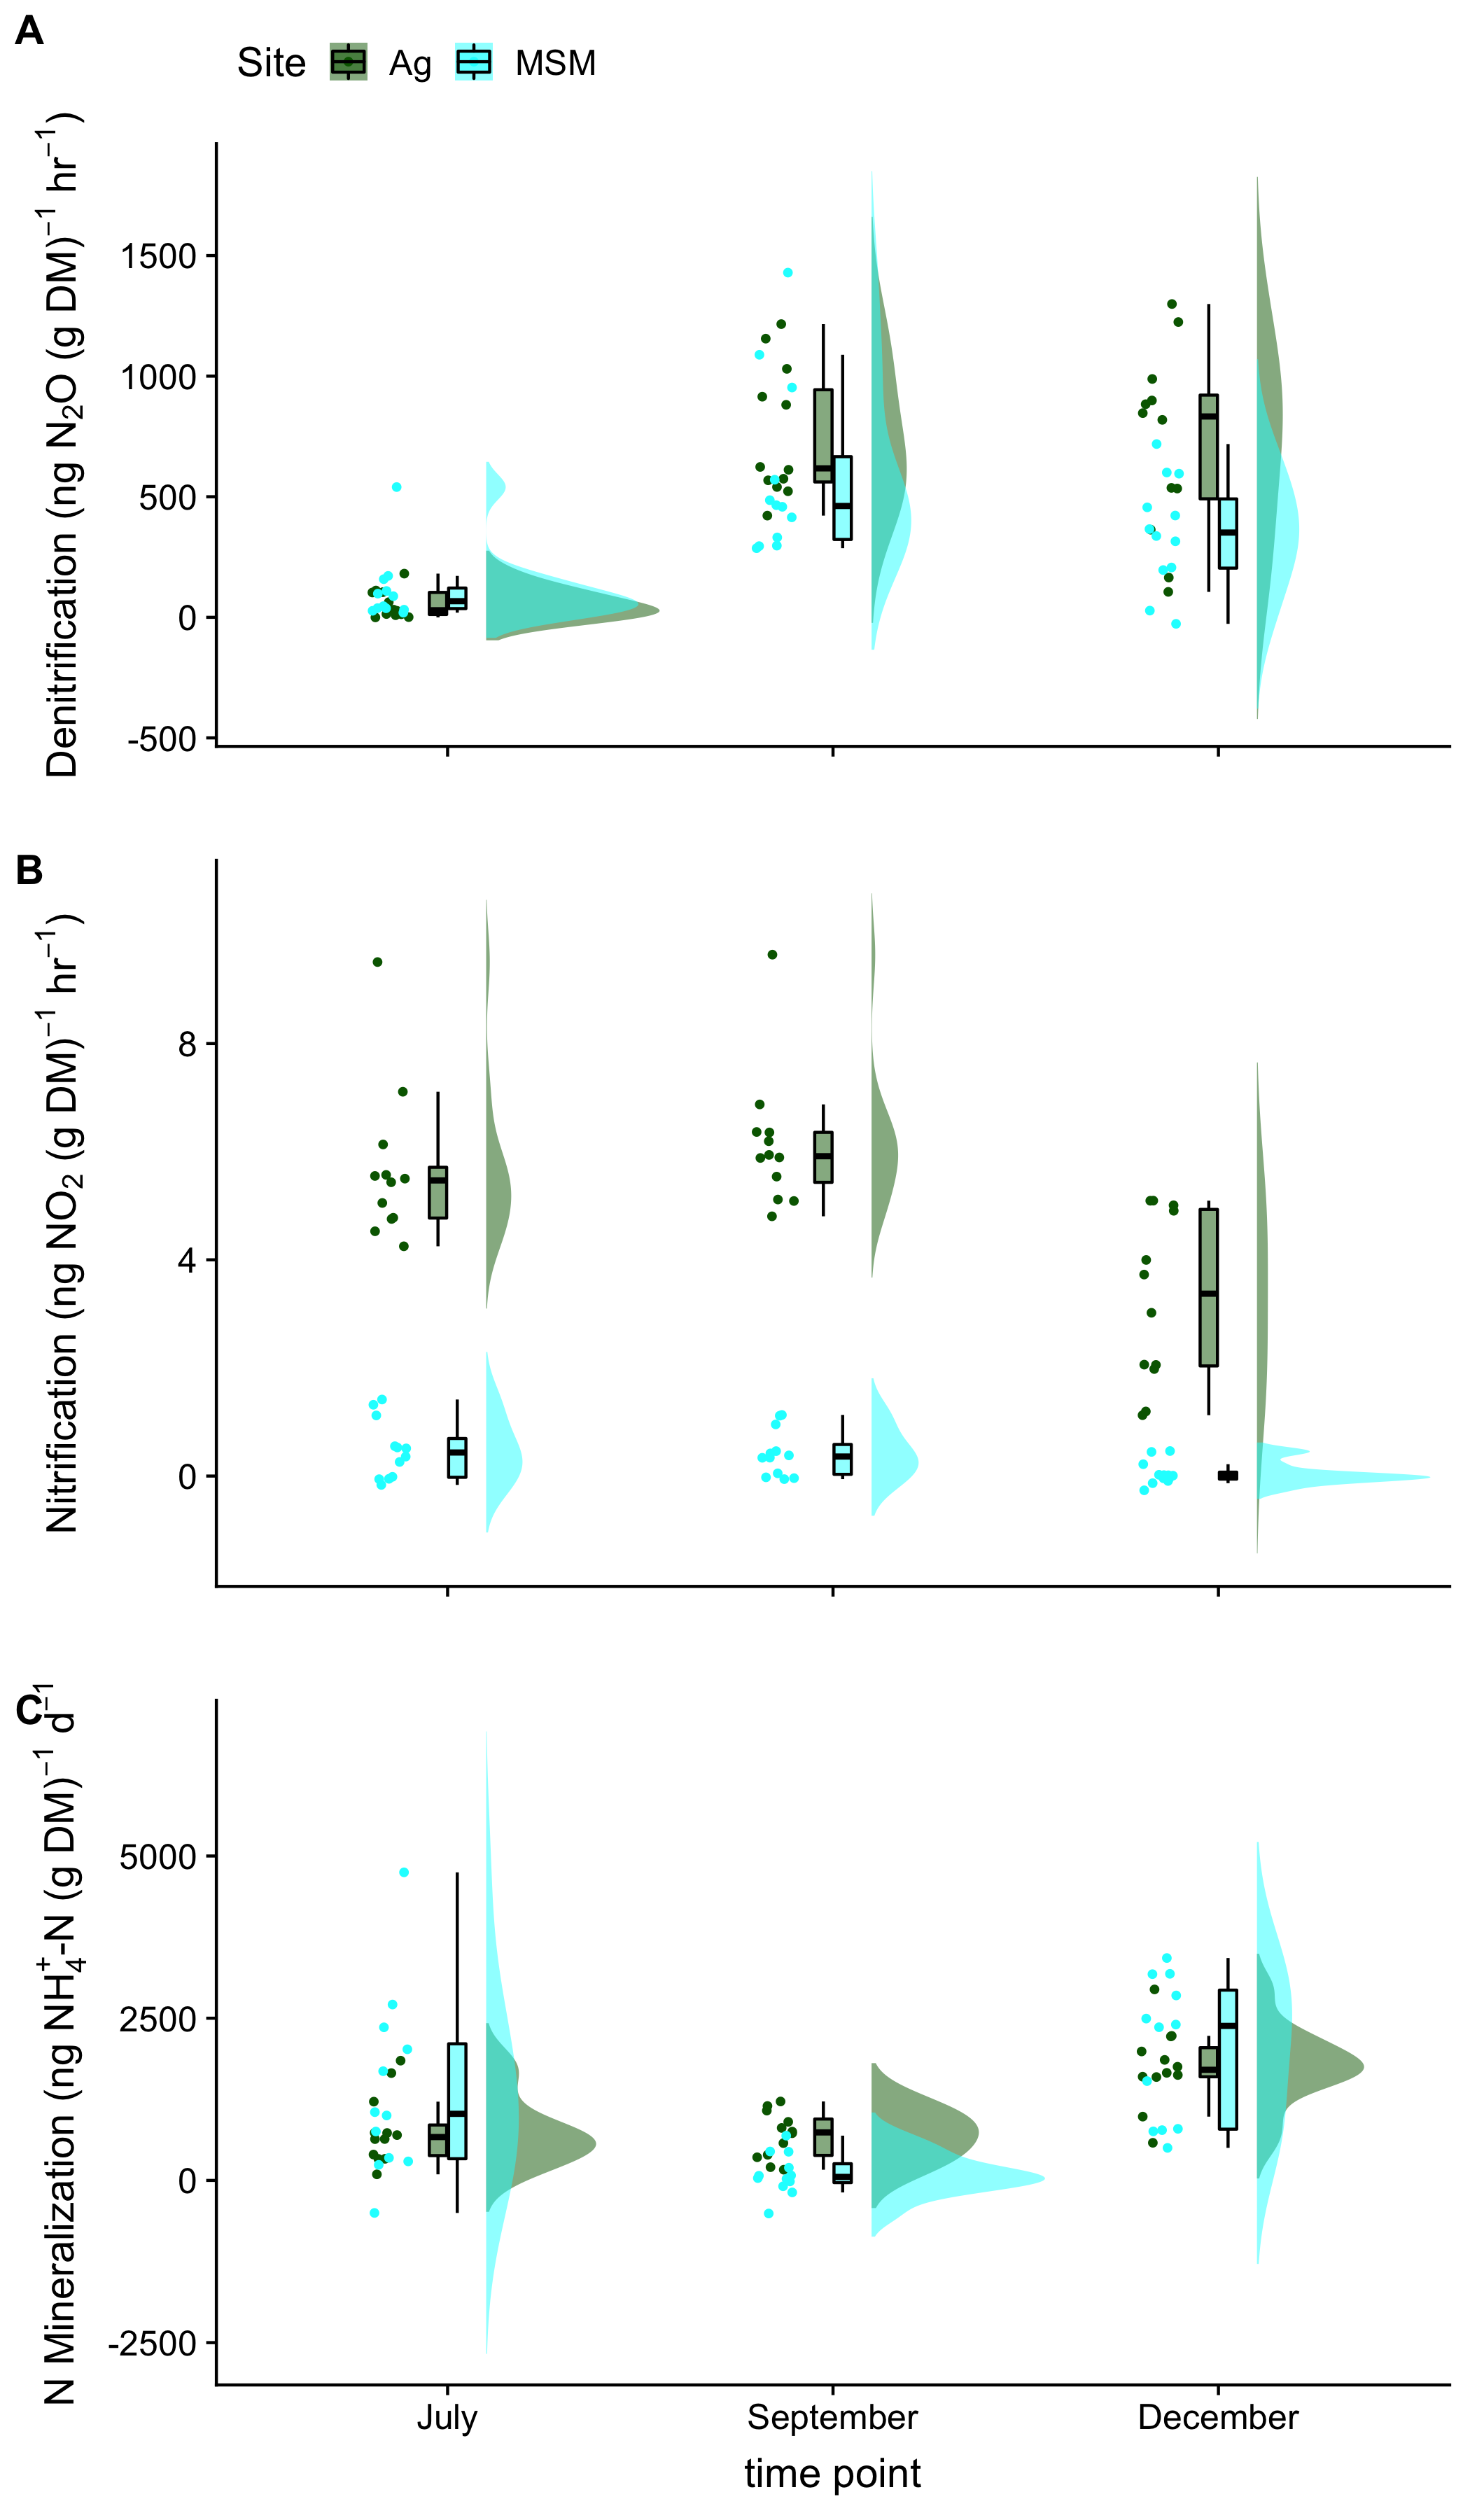 A
Site Ag MSM
Denitrification (ng N₂O (g DM)⁻¹ hr⁻¹)
1500
1000
500
0
-500
B
Nitrification (ng NO₂ (g DM)⁻¹ hr⁻¹)
8
4
0
C
N Mineralization (ng NH₄⁺-N (g DM)⁻¹ d⁻¹
5000
2500
0
-2500
July September December
time point